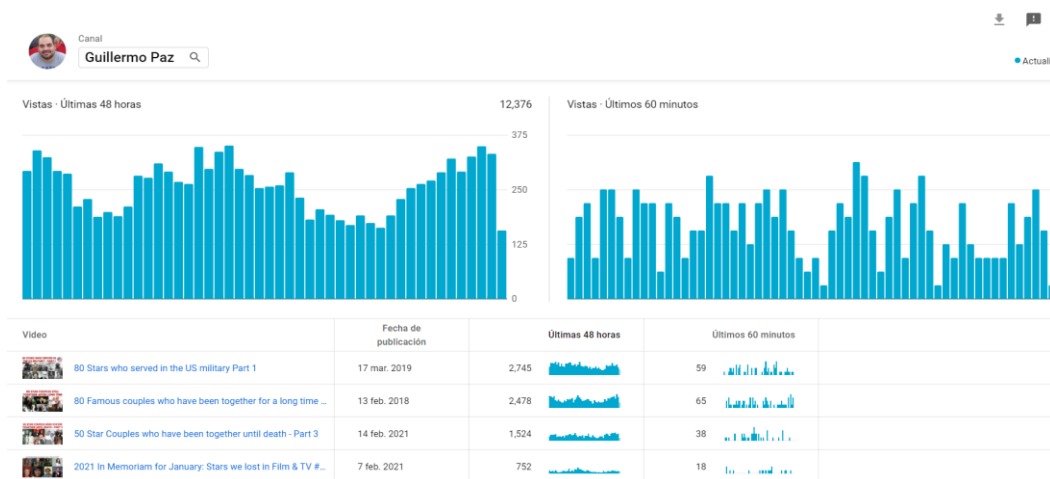 Canal
Guillermo Paz
Actuali
Vistas · Últimas 48 horas
12,376
Vistas · Últimos 60 minutos
375
250
125
0
Video
Fecha de
publicación
Últimas 48 horas
Últimos 60 minutos
80 Stars who served in the US military Part 1
17 mar. 2019
2,745
59
80 Famous couples who have been together for a long time ...
13 feb. 2018
2,478
65
50 Star Couples who have been together until death - Part 3
14 feb. 2021
1,524
38
2021 In Memoriam for January: Stars we lost in Film & TV #...
7 feb. 2021
752
18